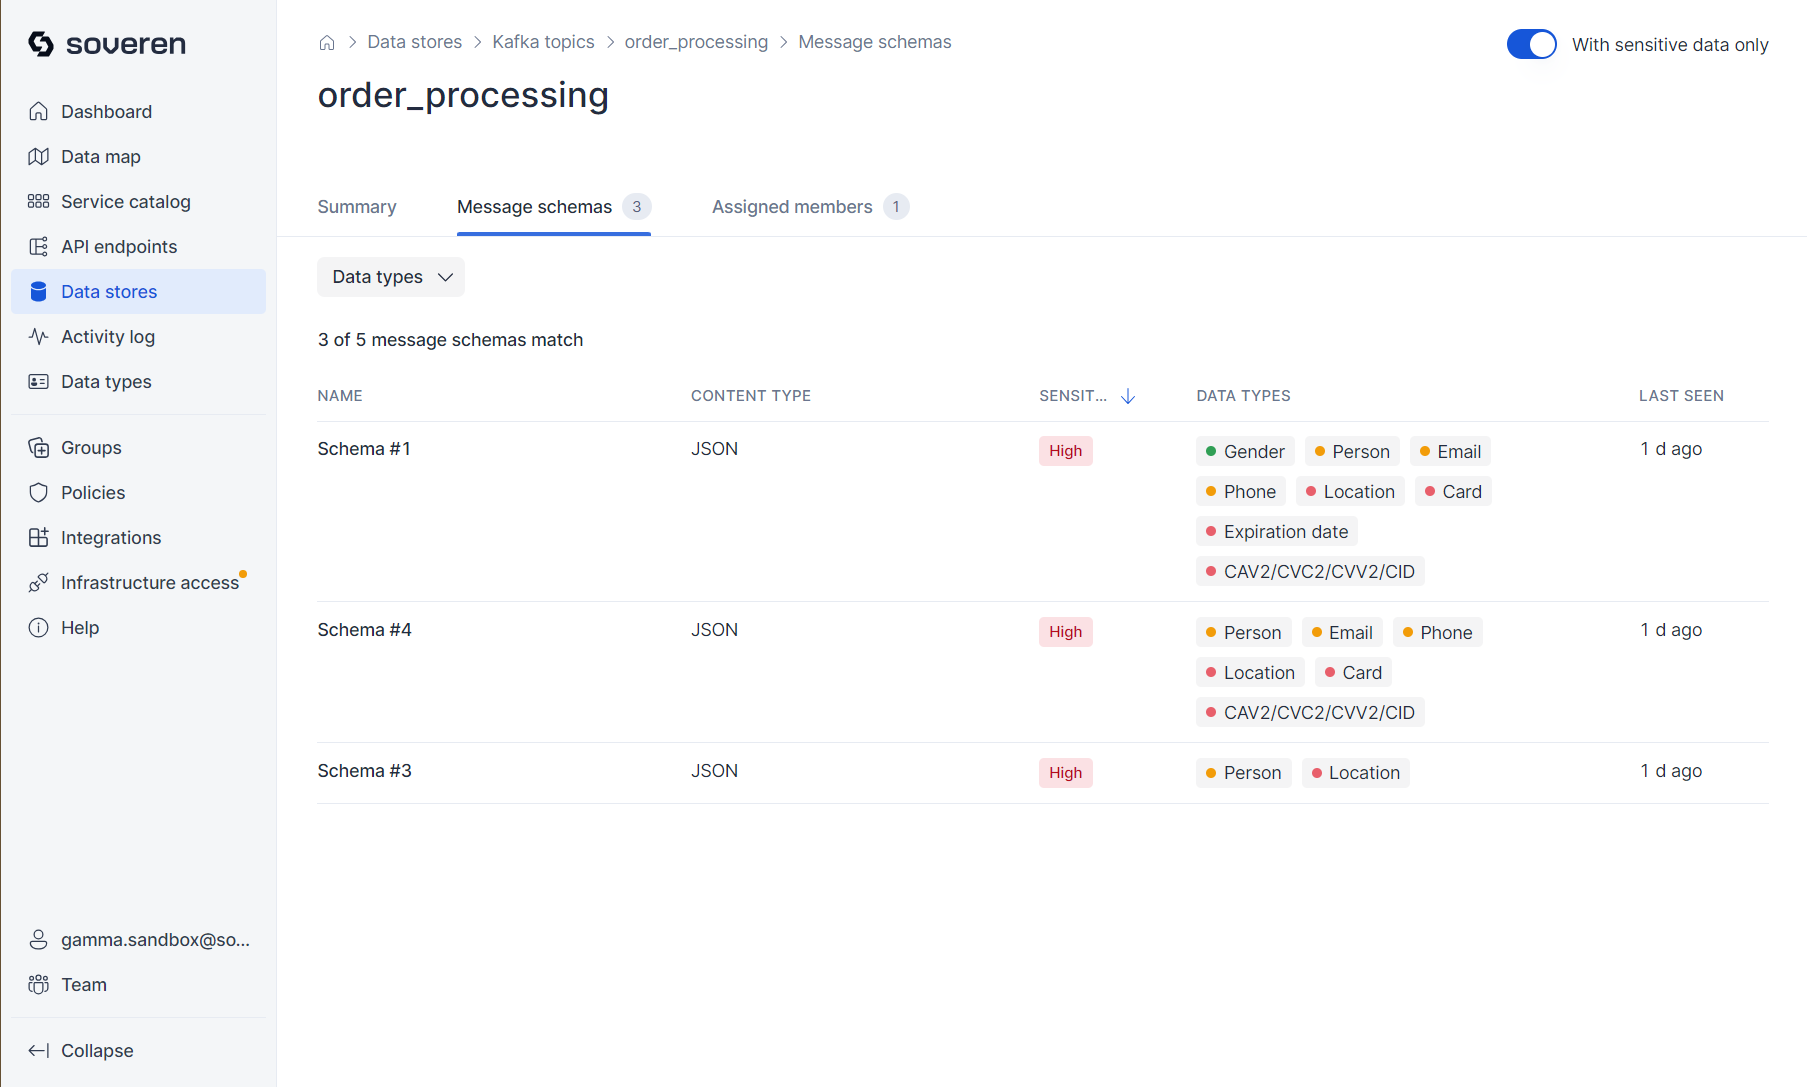 soveren
Dashboard
Data map
Service catalog
API endpoints
Data stores
Activity log
Data types
Groups
Policies
Integrations
Infrastructure access
Help
gamma.sandbox@so...
Team
Collapse
Data stores > Kafka topics > order_processing > Message schemas
With sensitive data only
order_processing
Summary Message schemas 3 Assigned members 1
Data types
3 of 5 message schemas match
NAME CONTENT TYPE SENSIT... DATA TYPES LAST SEEN
Schema #1 JSON High Gender Person Email 1 d ago
Phone Location Card
Expiration date
CAV2/CVC2/CVV2/CID
Schema #4 JSON High Person Email Phone 1 d ago
Location Card
CAV2/CVC2/CVV2/CID
Schema #3 JSON High Person Location 1 d ago